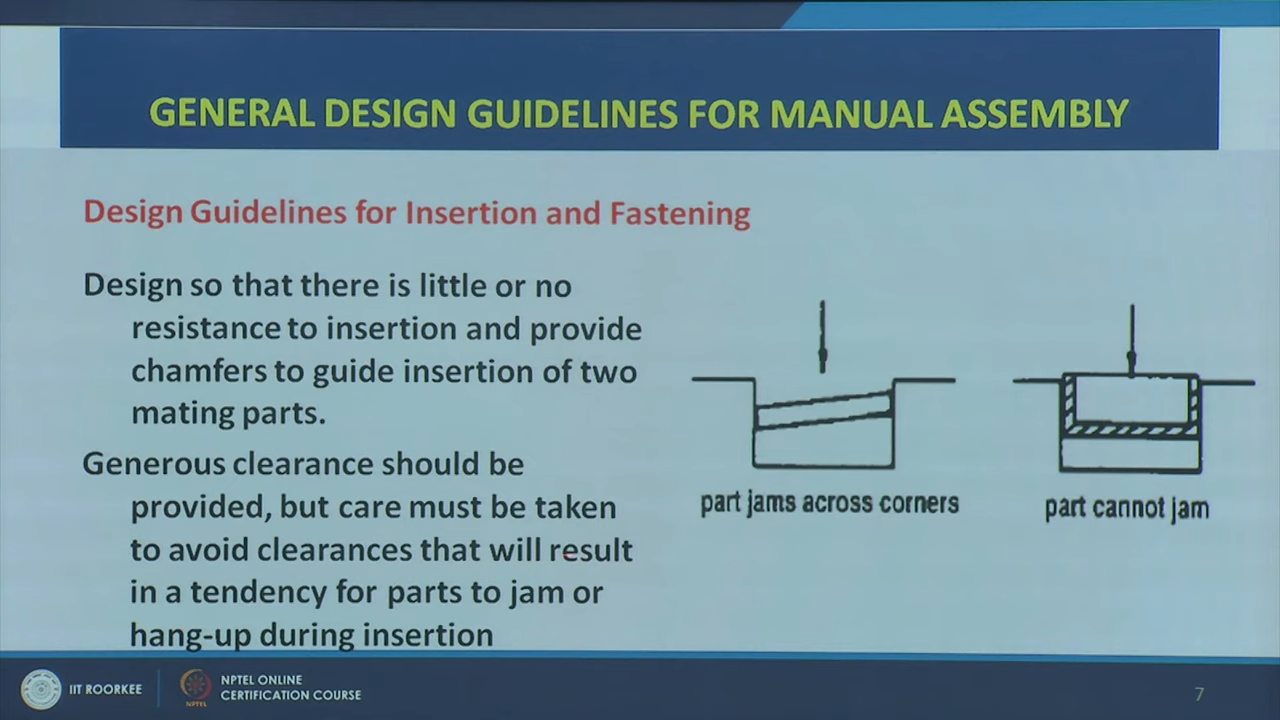 GENERAL DESIGN GUIDELINES FOR MANUAL ASSEMBLY
Design Guidelines for Insertion and Fastening
Design so that there is little or no
resistance to insertion and provide
chamfers to guide insertion of two
mating parts.
Generous clearance should be
provided, but care must be taken
to avoid clearances that will result
in a tendency for parts to jam or
hang-up during insertion
part jams across corners
part cannot jam
IIT ROORKEE
NPTEL
NPTEL ONLINE
CERTIFICATION COURSE
7